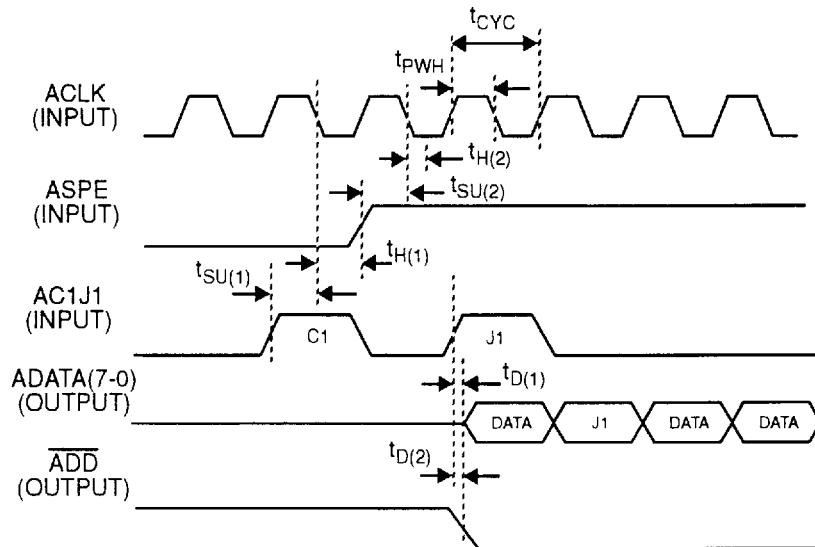 tCYC
tPWH
ACLK
(INPUT)
tH(2)
ASPE
(INPUT)
tSU(2)
tH(1)
tSU(1)
AC1J1
(INPUT)
C1
J1
ADATA(7-0)
(OUTPUT)
tD(1)
DATA
J1
DATA
DATA
tD(2)
ADD
(OUTPUT)